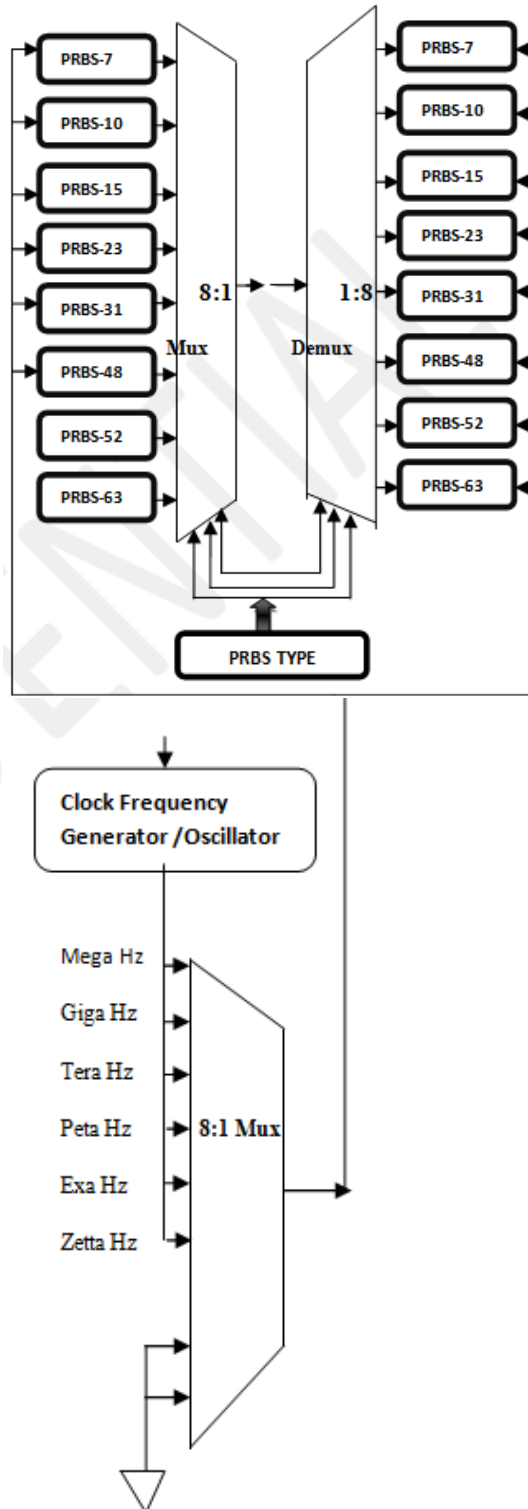 PRBS-7
PRBS-10
PRBS-15
PRBS-23
PRBS-31
PRBS-48
PRBS-52
PRBS-63
8:1
Mux
1:8
Demux
PRBS-7
PRBS-10
PRBS-15
PRBS-23
PRBS-31
PRBS-48
PRBS-52
PRBS-63
PRBS TYPE
ENTIAL
Clock Frequency
Generator /Oscillator
Mega Hz
Giga Hz
Tera Hz
Peta Hz
Exa Hz
Zetta Hz
8:1 Mux